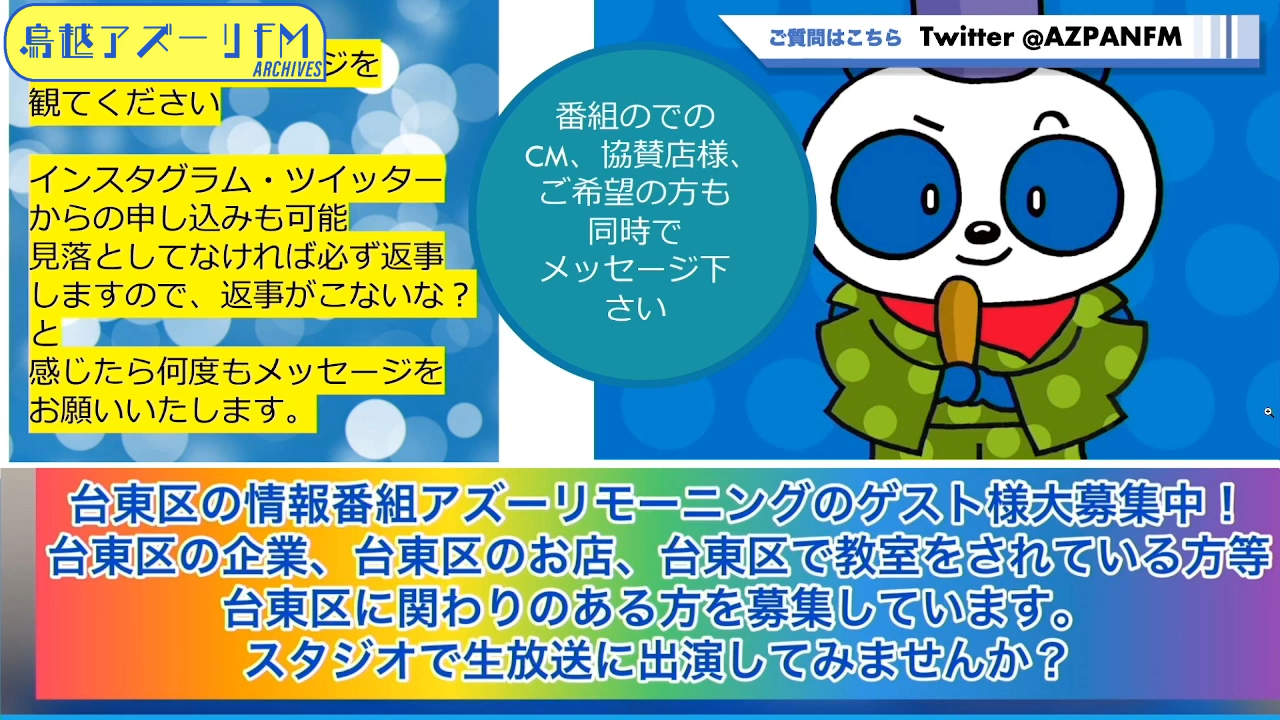 鳥越アズーリFM
ARCHIVES
ジを
観てください
インスタグラム・ツイッター
からの申し込みも可能
見落としてなければ必ず返事
しますので、返事がこないな？
と
感じたら何度もメッセージを
お願いいたします。
番組のでの
CM、協賛店様、
ご希望の方も
同時で
メッセージ下
さい
ご質問はこちら Twitter @AZPANFM
台東区の情報番組アズーリモーニングのゲスト様大募集中！
台東区の企業、台東区のお店、台東区で教室をされている方等
台東区に関わりのある方を募集しています。
スタジオで生放送に出演してみませんか？